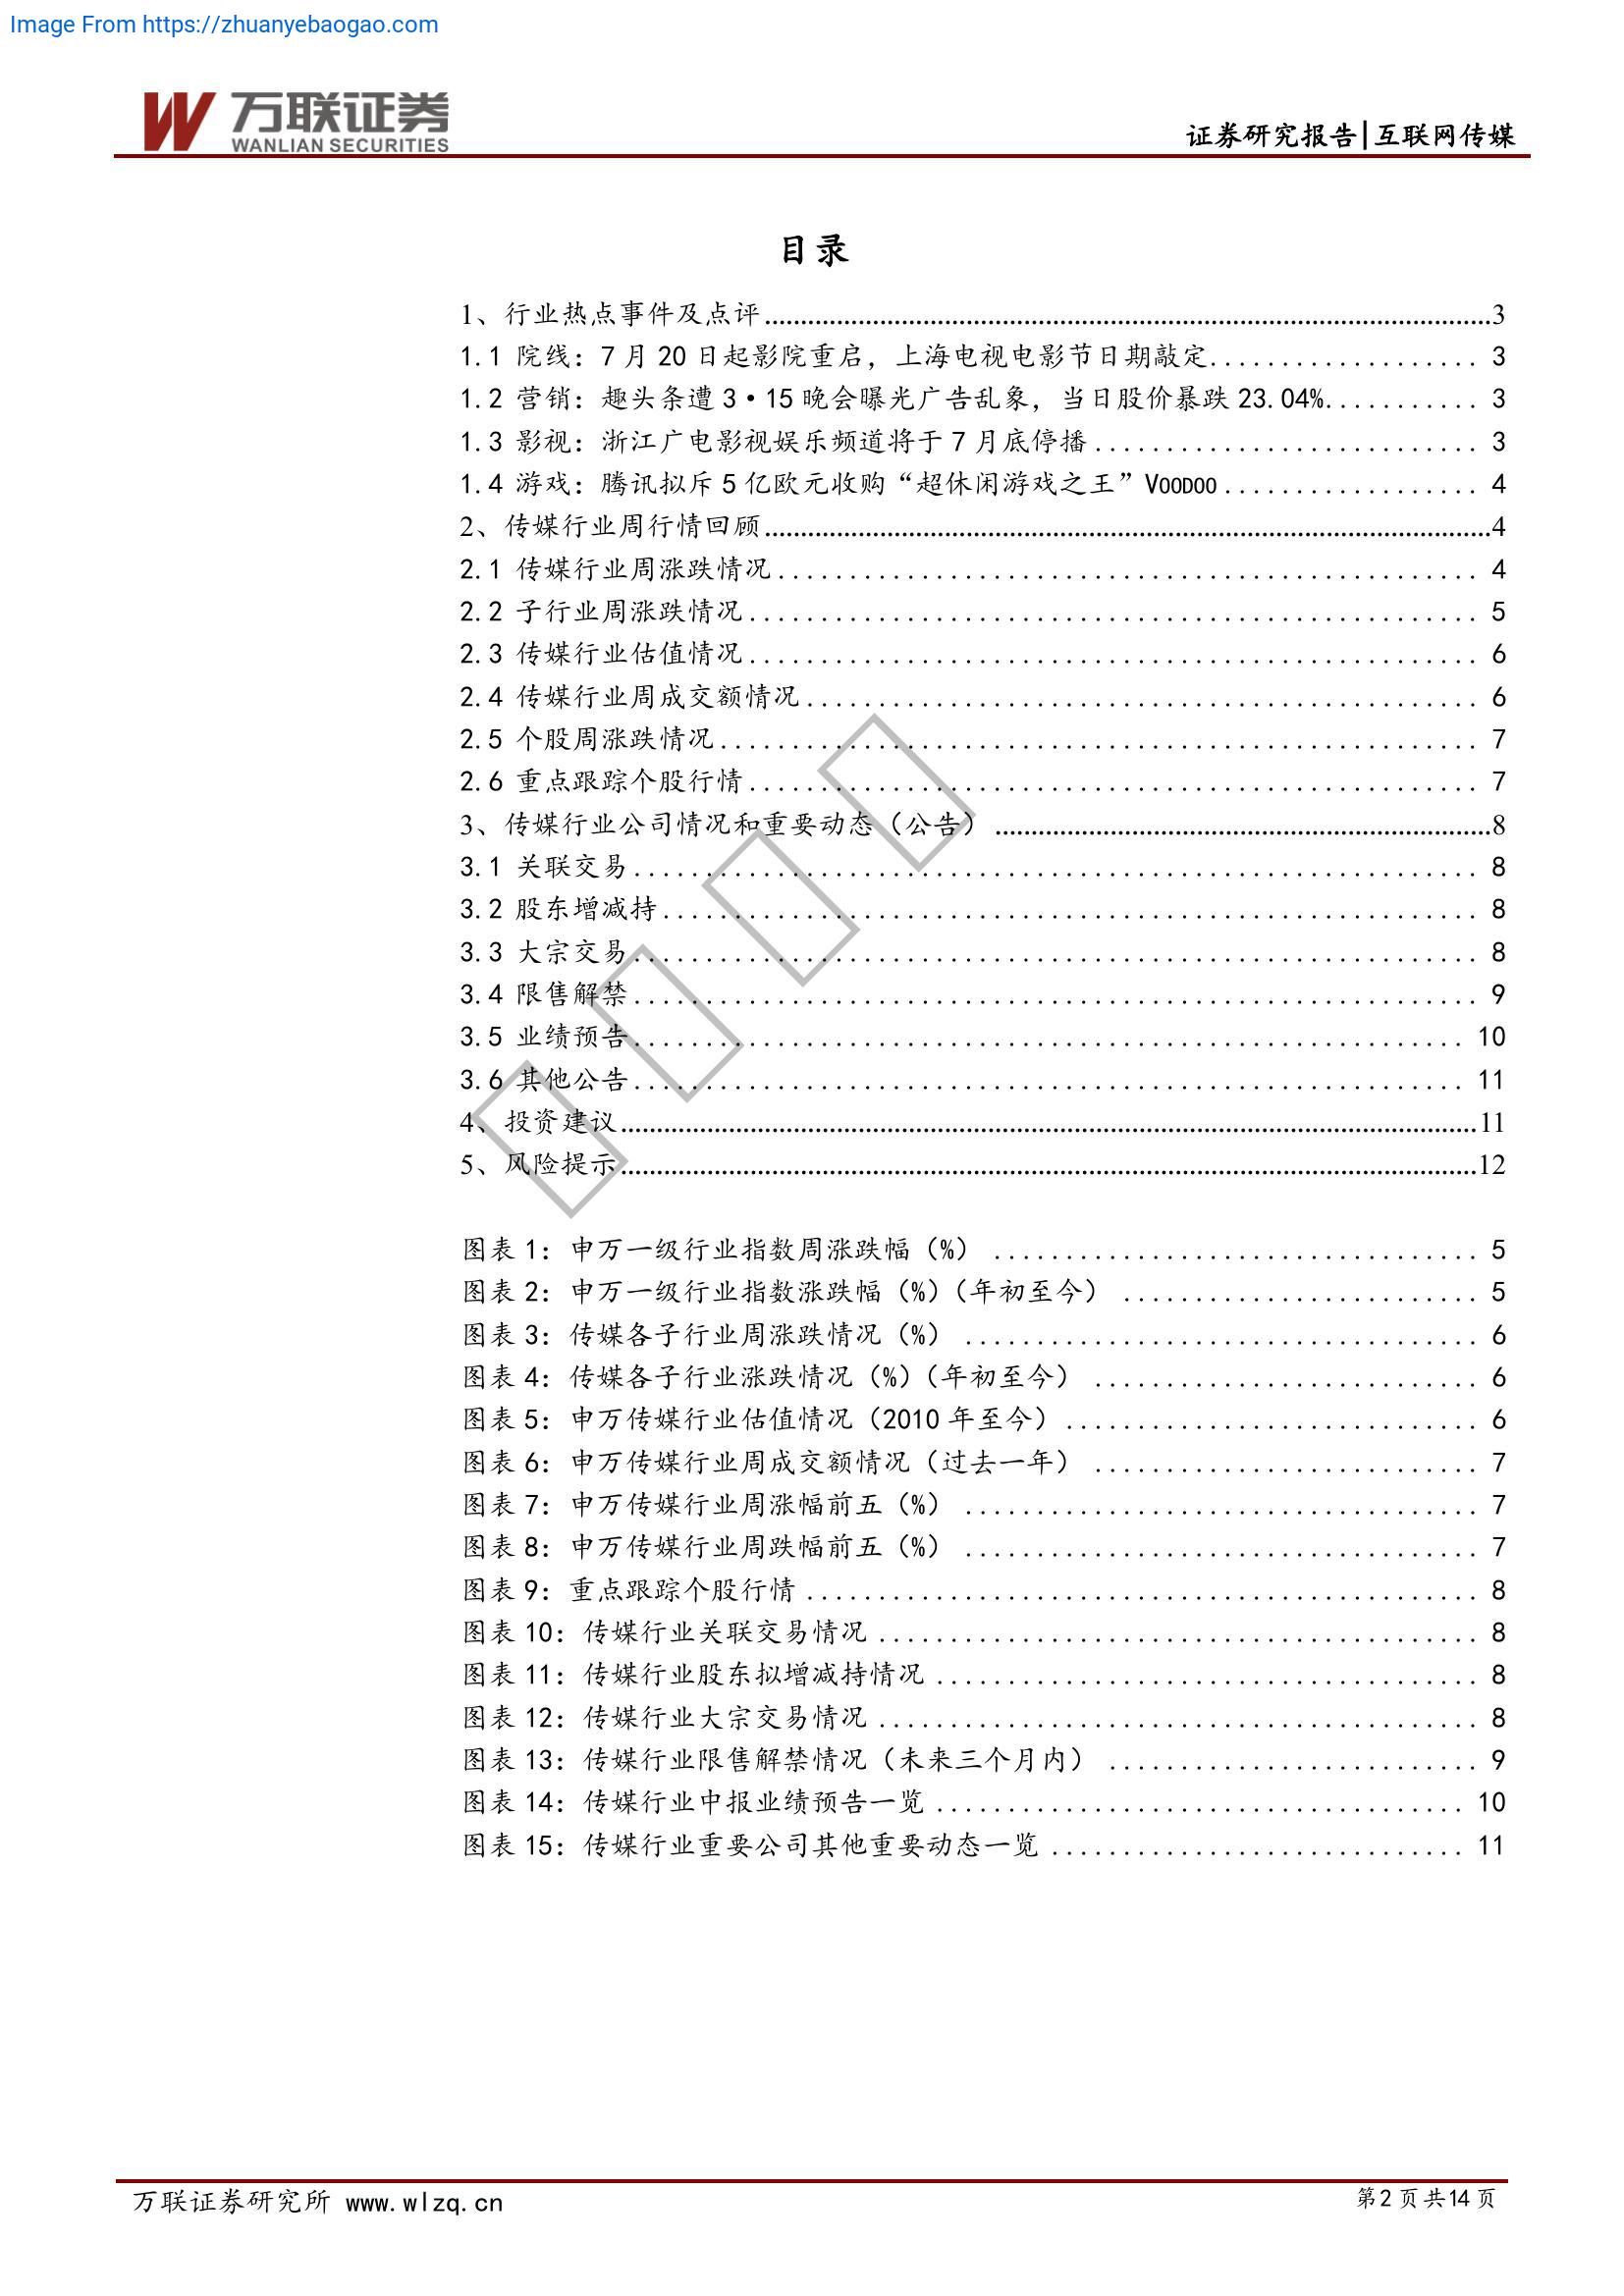 Image From https://zhuanyebaogao.com
万联证券
WANLIAN SECURITIES
证券研究报告|互联网传媒
目录
1、行业热点事件及点评...3
1.1 院线：7月20日起影院重启，上海电视电影节日期敲定...3
1.2 营销：趣头条遭3·15晚会曝光广告乱象，当日股价暴跌23.04%...3
1.3 影视：浙江广电影视娱乐频道将于7月底停播...3
1.4 游戏：腾讯拟斥5亿欧元收购“超休闲游戏之王”VOODOO...4
2、传媒行业周行情回顾...4
2.1 传媒行业周涨跌情况...4
2.2 子行业周涨跌情况...5
2.3 传媒行业估值情况...6
2.4 传媒行业周成交额情况...6
2.5 个股周涨跌情况...7
2.6 重点跟踪个股行情...7
3、传媒行业公司情况和重要动态（公告）...8
3.1 关联交易...8
3.2 股东增减持...8
3.3 大宗交易...8
3.4 限售解禁...9
3.5 业绩预告...10
3.6 其他公告...11
4、投资建议...11
5、风险提示...12
图表1：申万一级行业指数周涨跌幅（%）...5
图表2：申万一级行业指数涨跌幅（%）（年初至今）...5
图表3：传媒各子行业周涨跌情况（%）...6
图表4：传媒各子行业涨跌情况（%）（年初至今）...6
图表5：申万传媒行业估值情况（2010年至今）...6
图表6：申万传媒行业周成交额情况（过去一年）...7
图表7：申万传媒行业周涨幅前五（%）...7
图表8：申万传媒行业周跌幅前五（%）...7
图表9：重点跟踪个股行情...8
图表10：传媒行业关联交易情况...8
图表11：传媒行业股东拟增减持情况...8
图表12：传媒行业大宗交易情况...8
图表13：传媒行业限售解禁情况（未来三个月内）...9
图表14：传媒行业中报业绩预告一览...10
图表15：传媒行业重要公司其他重要动态一览...11
万联证券研究所 www.wlzq.cn
第2页共14页